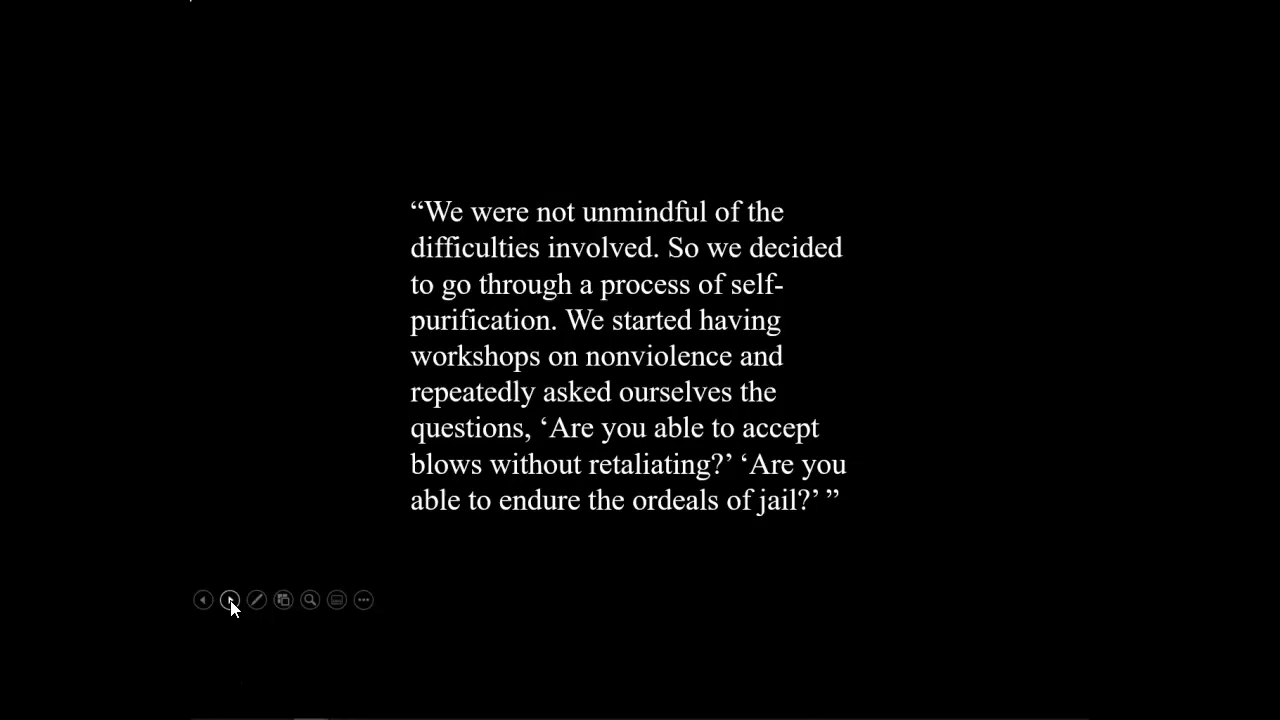 “We were not unmindful of the
difficulties involved. So we decided
to go through a process of self-
purification. We started having
workshops on nonviolence and
repeatedly asked ourselves the
questions, ‘Are you able to accept
blows without retaliating?’ ‘Are you
able to endure the ordeals of jail?’ ”